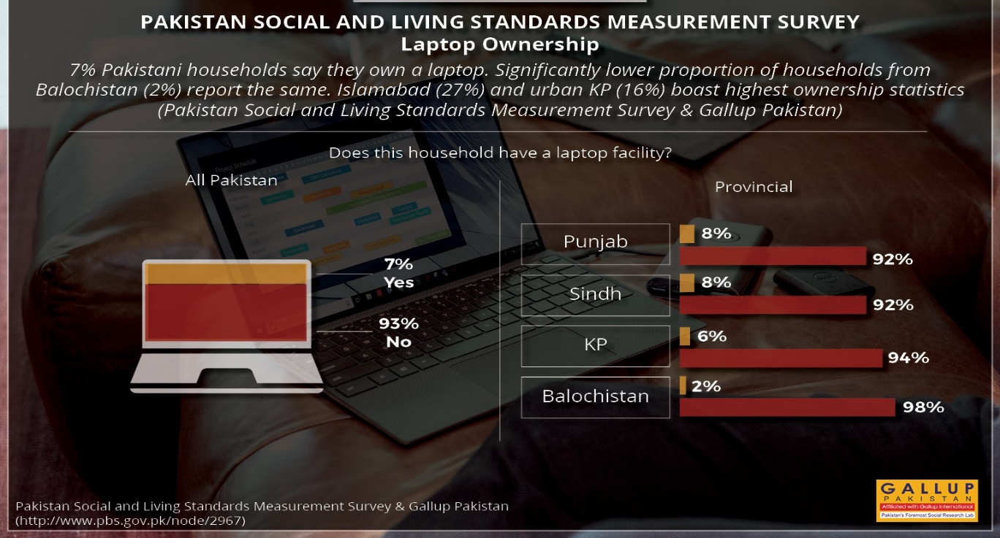 PAKISTAN SOCIAL AND LIVING STANDARDS MEASUREMENT SURVEY
Laptop Ownership
7% Pakistani households say they own a laptop. Significantly lower proportion of households from
Balochistan (2%) report the same. Islamabad (27%) and urban KP (16%) boast highest ownership statistics
(Pakistan Social and Living Standards Measurement Survey & Gallup Pakistan)
Does this household have a laptop facility?
All Pakistan
7%
Yes
93%
No
Provincial
Punjab
8%
92%
Sindh
8%
92%
KP
6%
94%
Balochistan
2%
98%
Project Schedule
Pakistan Social and Living Standards Measurement Survey & Gallup Pakistan
(http://www.pbs.gov.pk/node/2967)
GALLUP
PAKISTAN
Affiliated with Gallup International
Pakistan's Foremost Social Research Lab